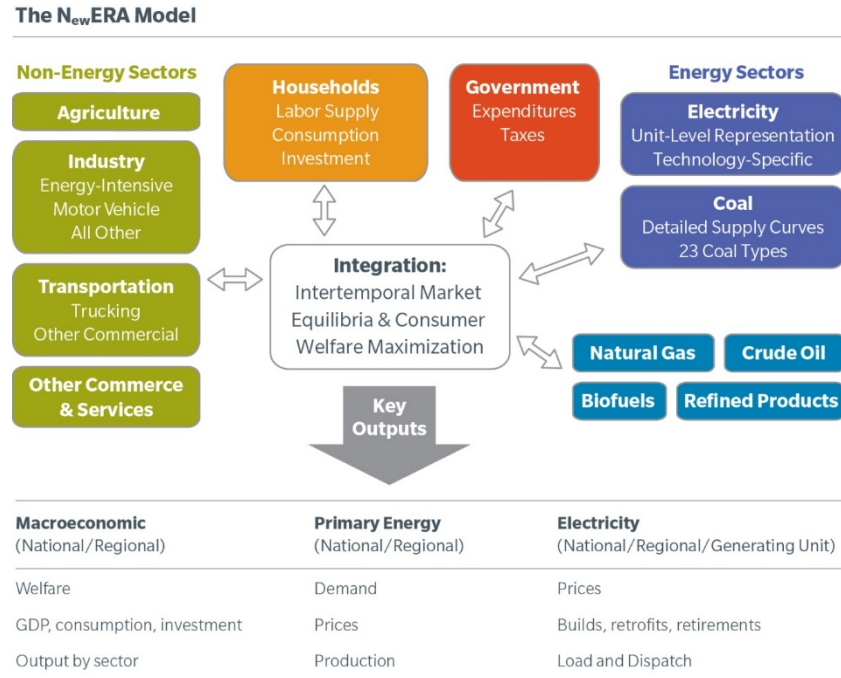 The NewERA Model
Non-Energy Sectors
Agriculture
Industry
Energy-Intensive
Motor Vehicle
All Other
Transportation
Trucking
Other Commercial
Other Commerce
& Services
Households
Labor Supply
Consumption
Investment
Government
Expenditures
Taxes
Energy Sectors
Electricity
Unit-Level Representation
Technology-Specific
Coal
Detailed Supply Curves
23 Coal Types
Integration:
Intertemporal Market
Equilibria & Consumer
Welfare Maximization
Natural Gas
Crude Oil
Biofuels
Refined Products
Key
Outputs
Macroeconomic
(National/Regional)
Welfare
GDP, consumption, investment
Output by sector
Primary Energy
(National/Regional)
Demand
Prices
Production
Electricity
(National/Regional/Generating Unit)
Prices
Builds, retrofits, retirements
Load and Dispatch